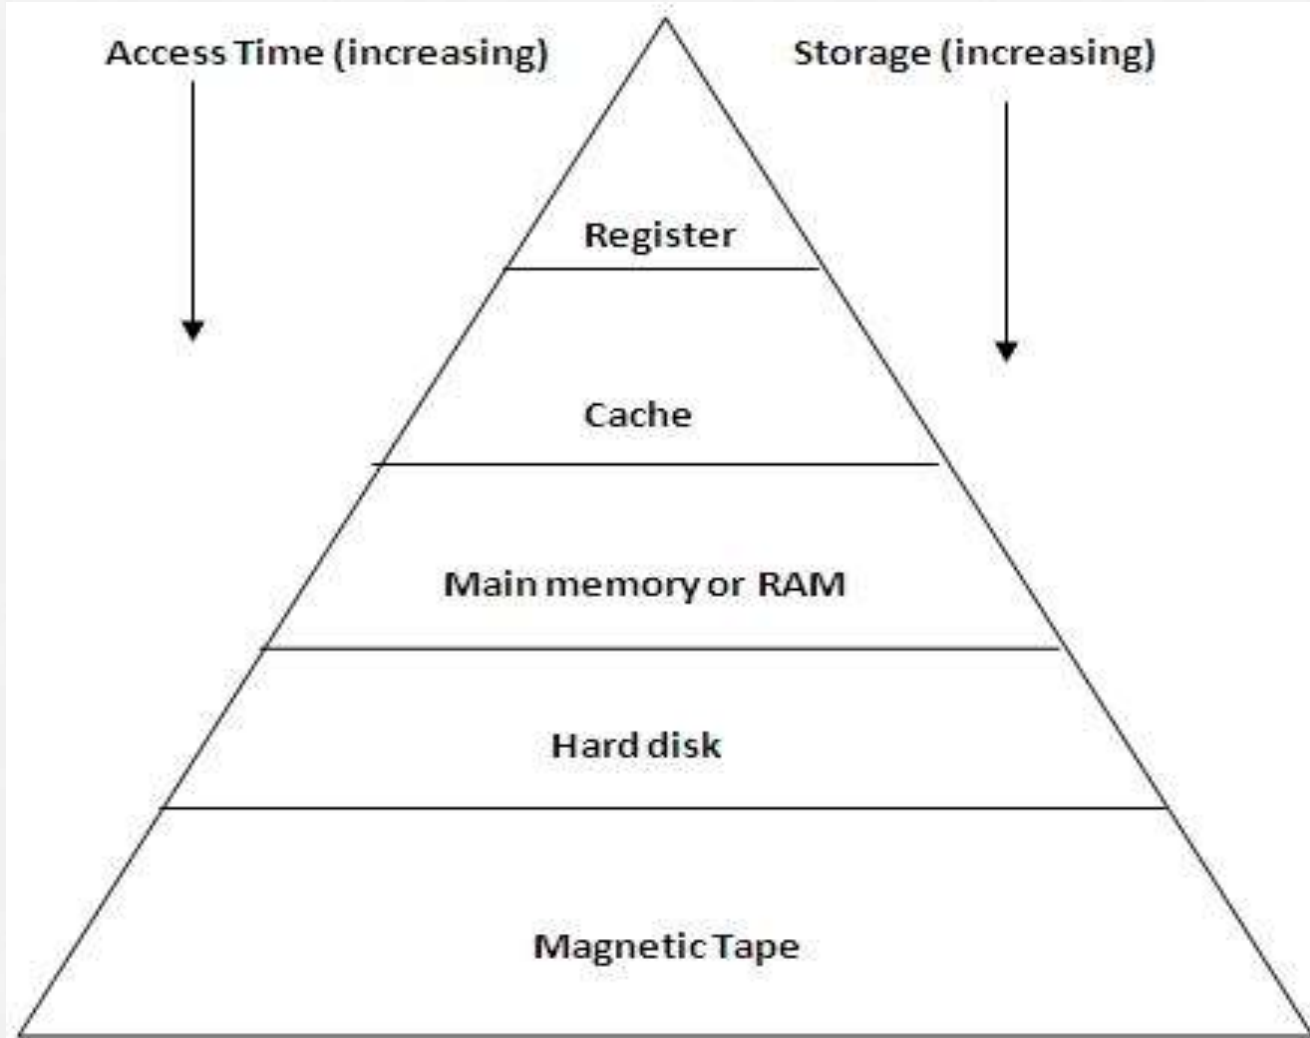 Access Time (increasing)
Storage (increasing)
Register
Cache
Main memory or RAM
Hard disk
Magnetic Tape